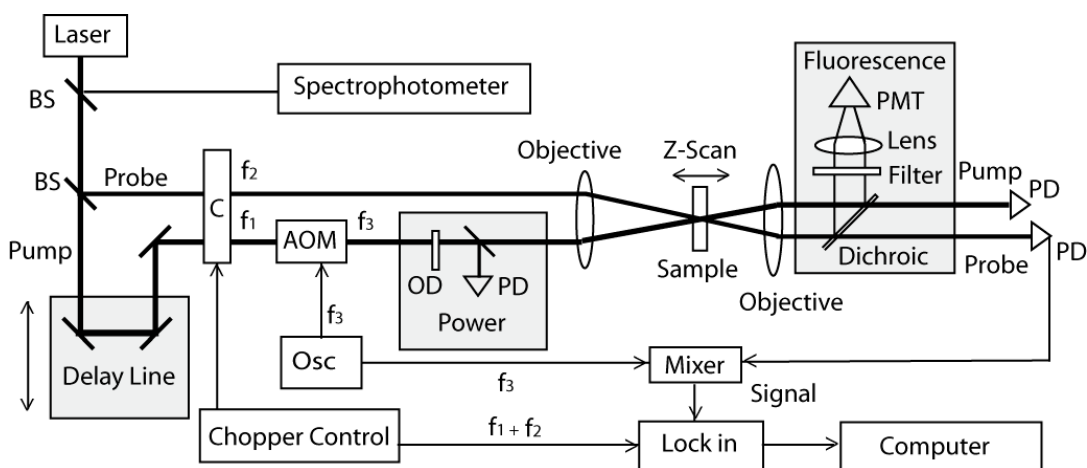 Laser
BS
Spectrophotometer
Fluorescence
PMT
Lens
Filter
Objective
Z-Scan
Pump
PD
BS
Probe
f2
C
f1
AOM
f3
Pump
OD
PD
Power
Sample
Dichroic
Probe
PD
Objective
Delay Line
f3
Osc
f3
Mixer
Signal
Chopper Control
f1 + f2
Lock in
Computer